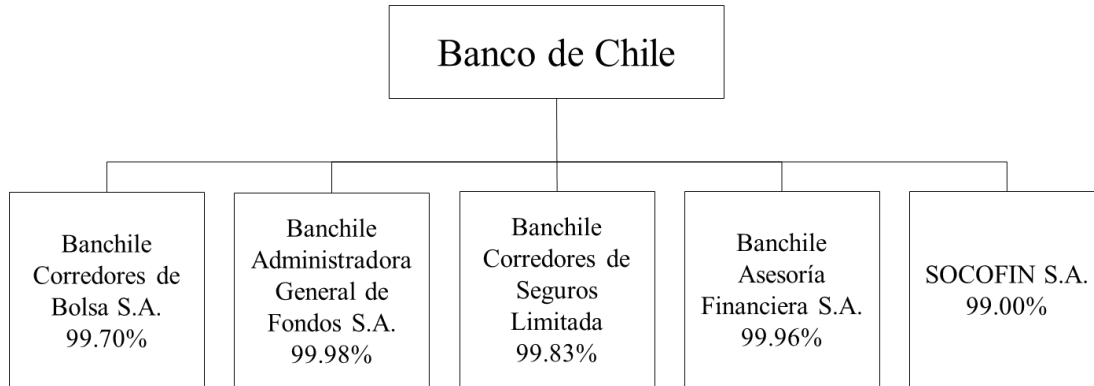 Banco de Chile
Banchile
Corredores de
Bolsa S.A.
99.70%
Banchile
Administradora
General de
Fondos S.A.
99.98%
Banchile
Corredores de
Seguros
Limitada
99.83%
Banchile
Asesoría
Financiera S.A.
99.96%
SOCOFIN S.A.
99.00%